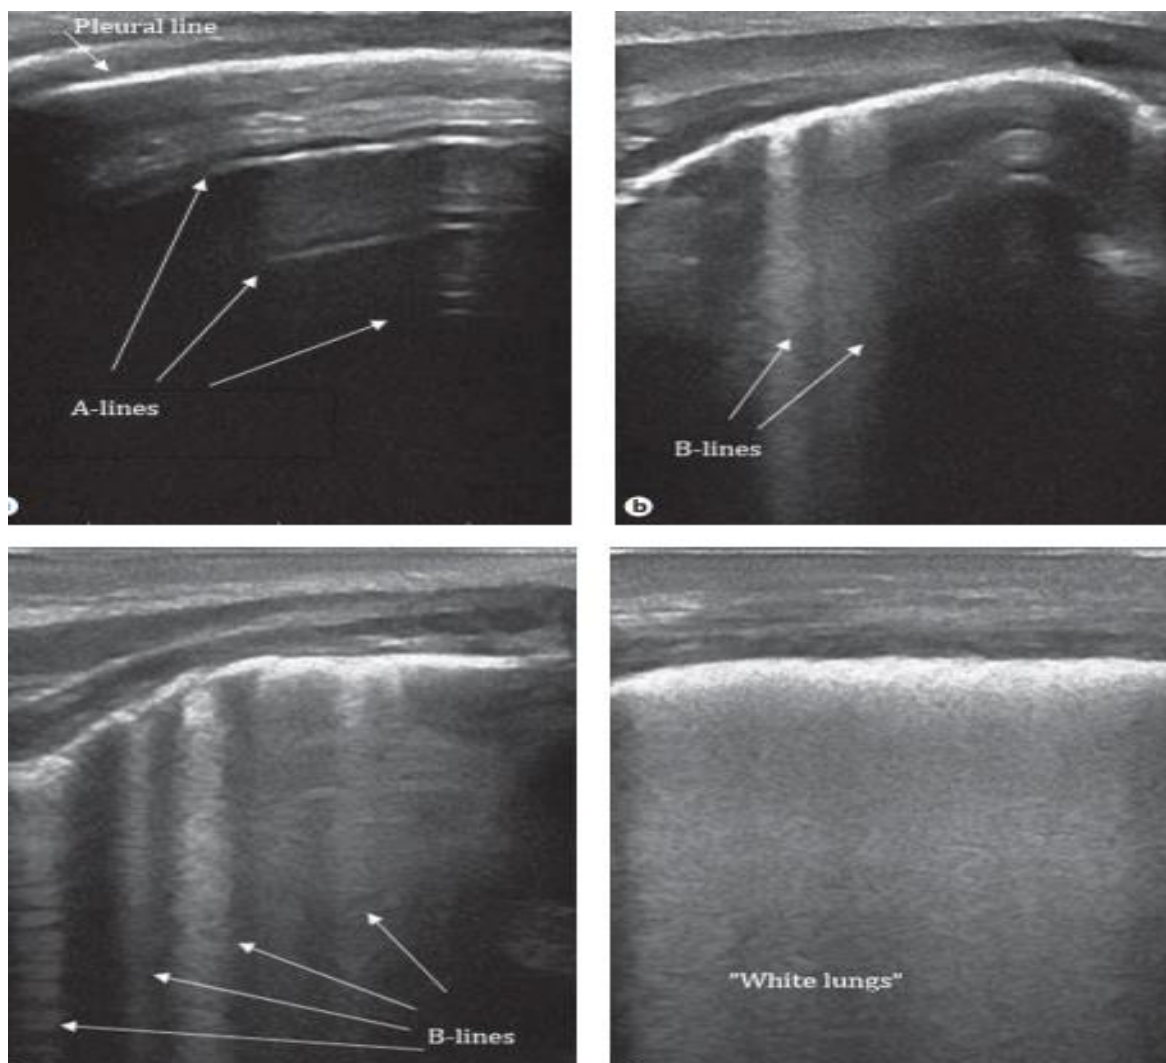 Pleural line
A-lines
B-lines
b
B-lines
"White lungs"